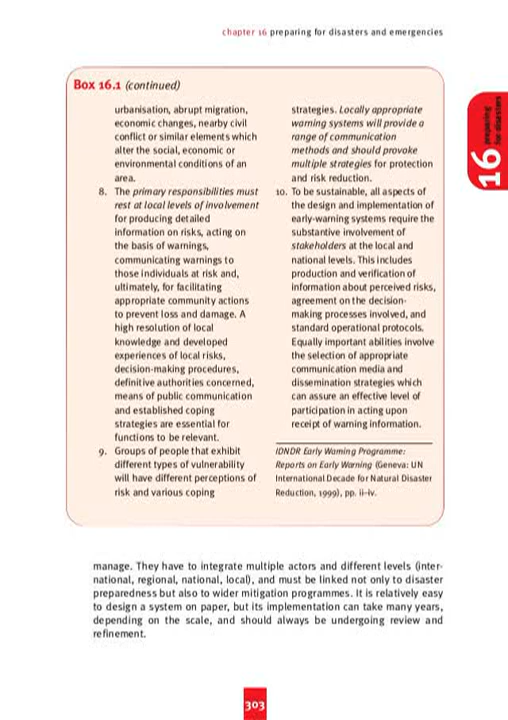 chapter 16 preparing for disasters and emergencies
Box 16.1 (continued)
urbanisation, abrupt migration,
economic changes, nearby civil
conflict or similar elements which
alter the social, economic or
environmental conditions of an
area.
8. The primary responsibilities must
rest at local levels of involvement
for producing detailed
information on risks, acting on
the basis of warnings,
communicating warnings to
those individuals at risk and,
ultimately, for facilitating
appropriate community actions
to prevent loss and damage. A
high resolution of local
knowledge and developed
experiences of local risks,
decision-making procedures,
definitive authorities concerned,
means of public communication
and established coping
strategies are essential for
functions to be relevant.
9. Groups of people that exhibit
different types of vulnerability
will have different perceptions of
risk and various coping
strategies. Locally appropriate
warning systems will provide a
range of communication
methods and should provoke
multiple strategies for protection
and risk reduction.
10. To be sustainable, all aspects of
the design and implementation of
early-warning systems require the
substantive involvement of
stakeholders at the local and
national levels. This includes
production and verification of
information about perceived risks,
agreement on the decision-
making processes involved, and
standard operational protocols.
Equally important abilities involve
the selection of appropriate
communication media and
dissemination strategies which
can assure an effective level of
participation in acting upon
receipt of warning information.
IDNDR Early Warning Programme:
Reports on Early Warning (Geneva: UN
International Decade for Natural Disaster
Reduction, 1999), pp. ii–iv.
16
preparing
for disasters
manage. They have to integrate multiple actors and different levels (inter-
national, regional, national, local), and must be linked not only to disaster
preparedness but also to wider mitigation programmes. It is relatively easy
to design a system on paper, but its implementation can take many years,
depending on the scale, and should always be undergoing review and
refinement.
303